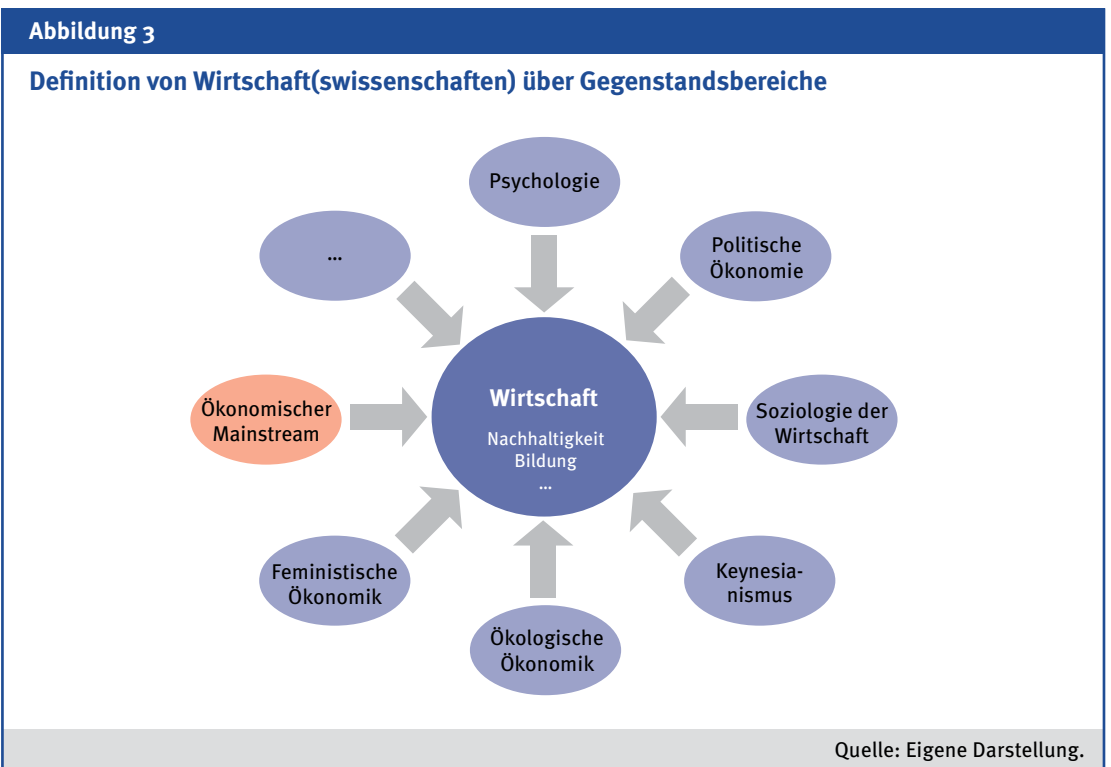 Abbildung 3
Definition von Wirtschaft(swissenschaften) über Gegenstandsbereiche
Psychologie
...
Politische
Ökonomie
Ökonomischer
Mainstream
Wirtschaft
Nachhaltigkeit
Bildung
...
Soziologie der
Wirtschaft
Feministische
Ökonomik
Keynesia-
nismus
Ökologische
Ökonomik
Quelle: Eigene Darstellung.